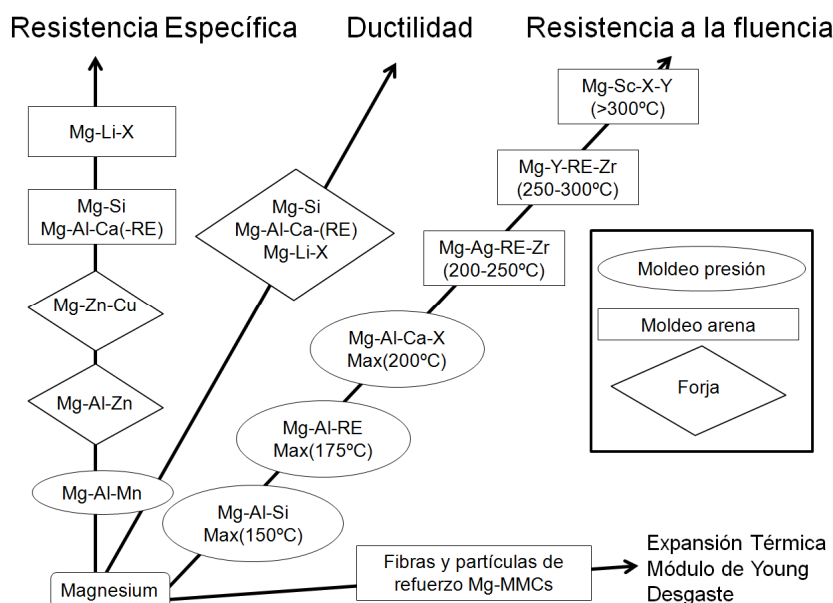 Resistencia Específica
Ductilidad
Resistencia a la fluencia
Mg-Li-X
Mg-Si
Mg-Al-Ca(-RE)
Mg-Zn-Cu
Mg-Al-Zn
Mg-Al-Mn
Magnesium
Mg-Si
Mg-Al-Ca-(RE)
Mg-Li-X
Mg-Sc-X-Y
(>300ºC)
Mg-Y-RE-Zr
(250-300ºC)
Mg-Ag-RE-Zr
(200-250ºC)
Mg-Al-Ca-X
Max(200ºC)
Mg-Al-RE
Max(175ºC)
Mg-Al-Si
Max(150ºC)
Moldeo presión
Moldeo arena
Forja
Fibras y partículas de
refuerzo Mg-MMCs
Expansión Térmica
Módulo de Young
Desgaste